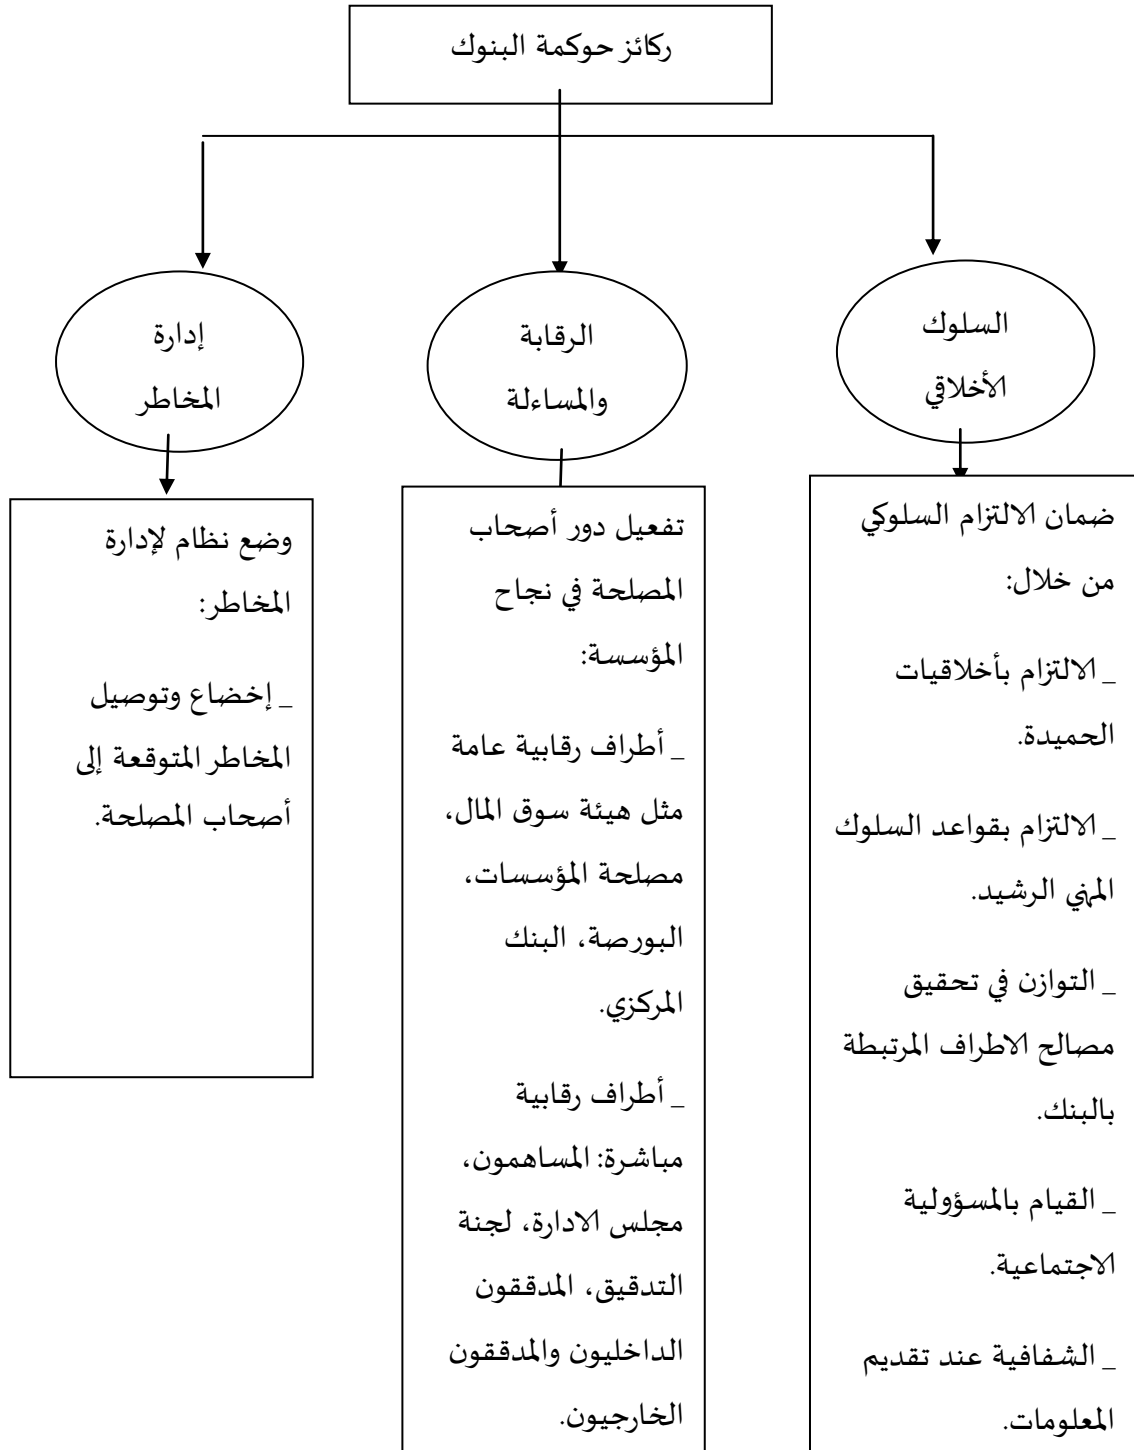 ركائز حوكمة البنوك
السلوك
الأخلاقي
الرقابة
والمساءلة
إدارة
المخاطر
ضمان الالتزام السلوكي
من خلال:
_ الالتزام بأخلاقيات
الحميدة.
_ الالتزام بقواعد السلوك
المهني الرشيد.
_ التوازن في تحقيق
مصالح الاطراف المرتبطة
بالبنك.
_ القيام بالمسؤولية
الاجتماعية.
_ الشفافية عند تقديم
المعلومات.
تفعيل دور أصحاب
المصلحة في نجاح
المؤسسة:
_ أطراف رقابية عامة
مثل هيئة سوق المال،
مصلحة المؤسسات،
البورصة، البنك
المركزي.
_ أطراف رقابية
مباشرة: المساهمون،
مجلس الادارة، لجنة
التدقيق، المدققون
الداخليون والمدققون
الخارجيون.
وضع نظام لإدارة
المخاطر:
_ إخضاع وتوصيل
المخاطر المتوقعة إلى
أصحاب المصلحة.